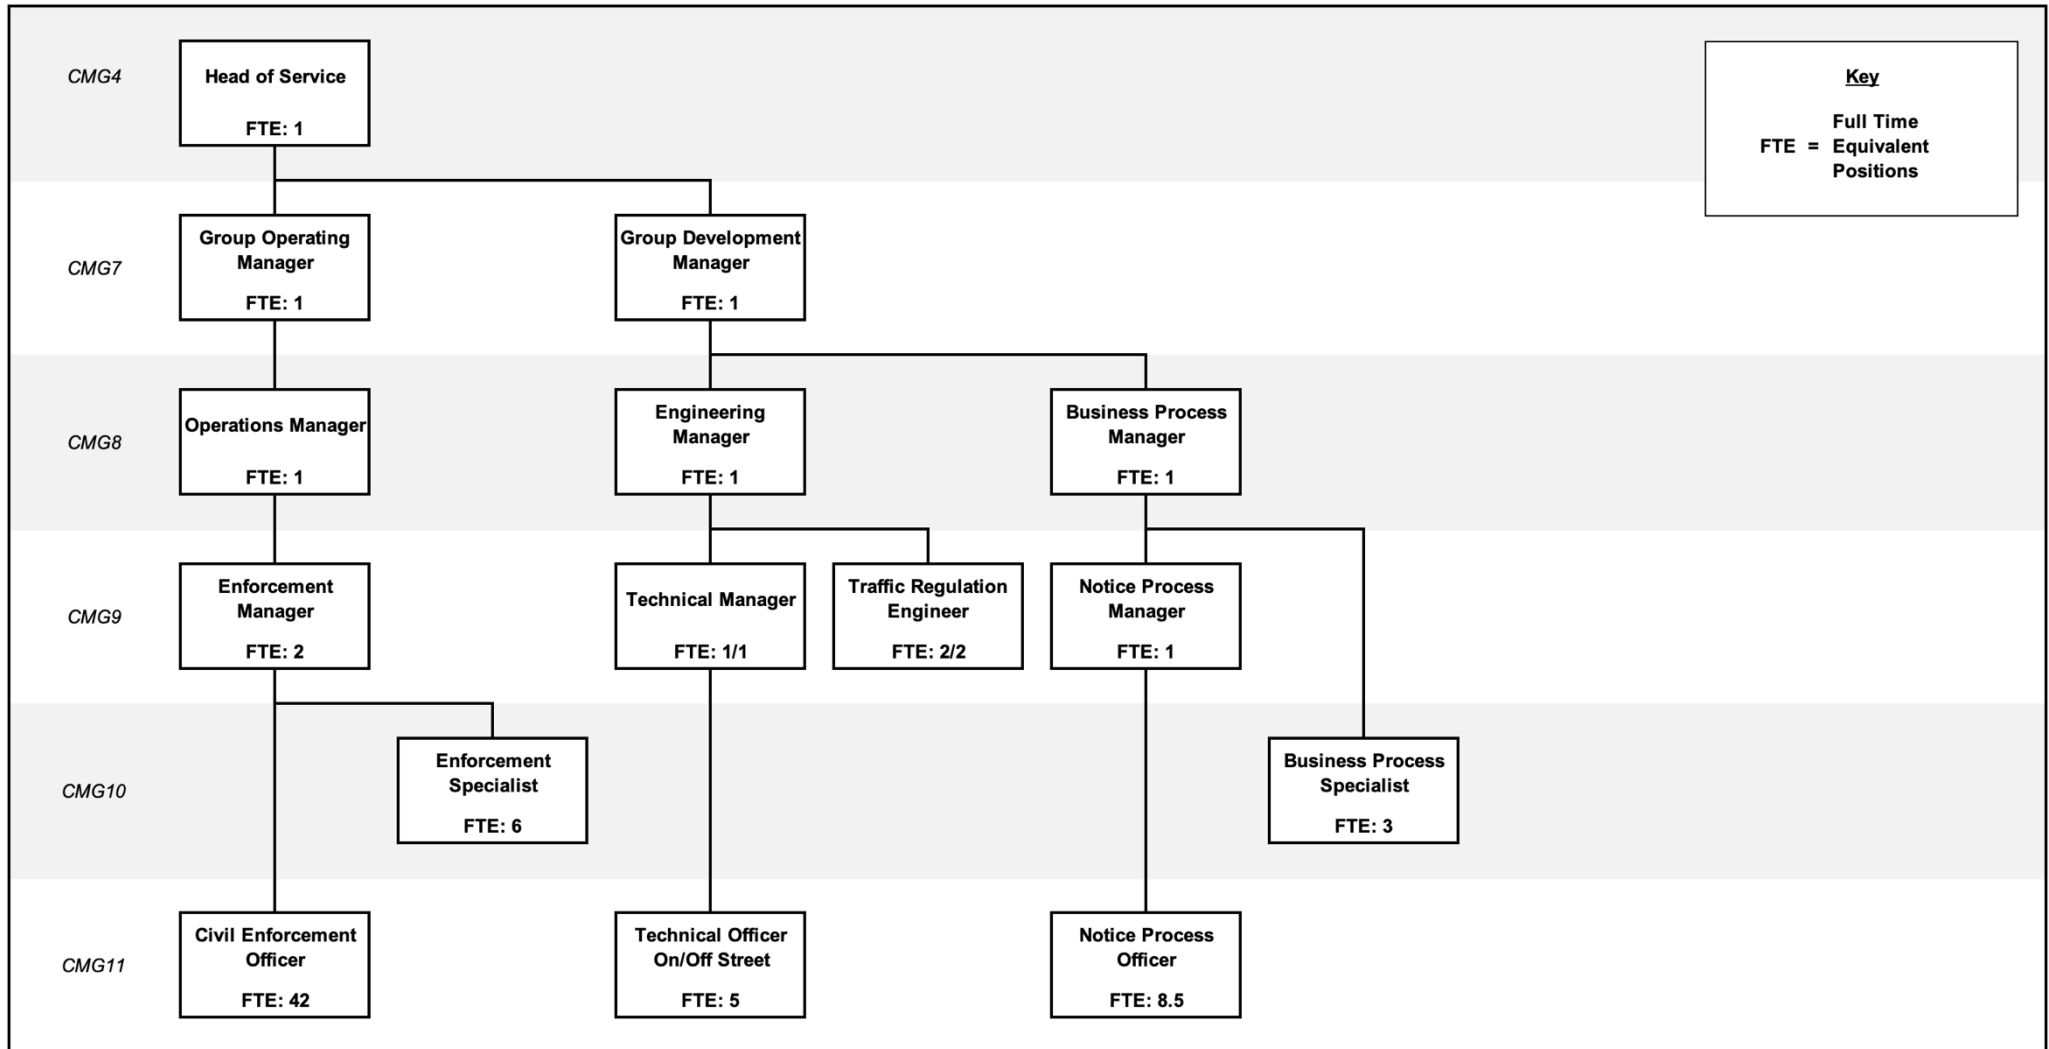 CMG4
Head of Service
FTE: 1
Key
Full Time
FTE = Equivalent
Positions
CMG7
Group Operating
Manager
FTE: 1
Group Development
Manager
FTE: 1
CMG8
Operations Manager
FTE: 1
Engineering
Manager
FTE: 1
Business Process
Manager
FTE: 1
CMG9
Enforcement
Manager
FTE: 2
Technical Manager
FTE: 1/1
Traffic Regulation
Engineer
FTE: 2/2
Notice Process
Manager
FTE: 1
CMG10
Enforcement
Specialist
FTE: 6
Business Process
Specialist
FTE: 3
CMG11
Civil Enforcement
Officer
FTE: 42
Technical Officer
On/Off Street
FTE: 5
Notice Process
Officer
FTE: 8.5